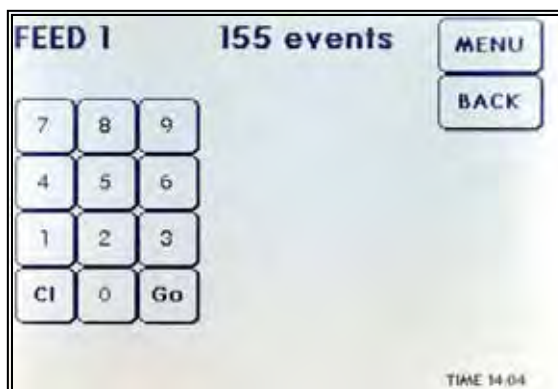 FEED 1 155 events MENU
BACK
7 8 9
4 5 6
1 2 3
Cl 0 Go
TIME 14:04